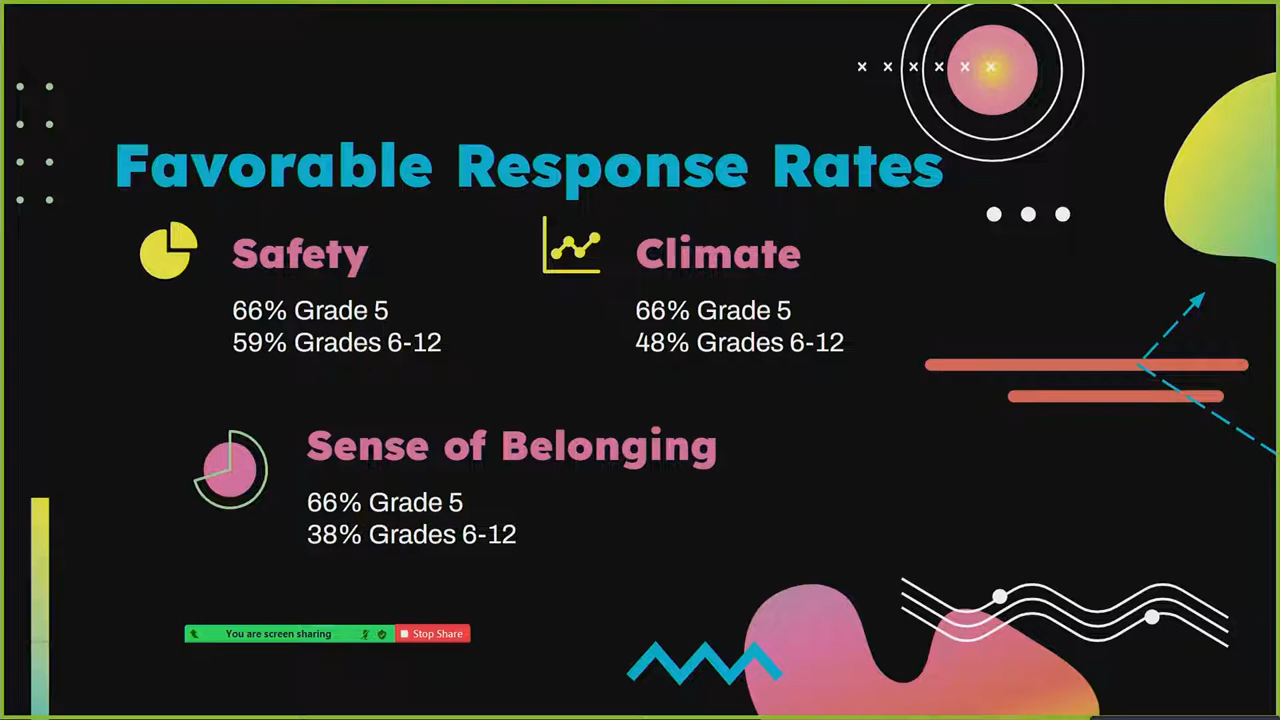 Favorable Response Rates
Safety
66% Grade 5
59% Grades 6-12
Climate
66% Grade 5
48% Grades 6-12
Sense of Belonging
66% Grade 5
38% Grades 6-12
You are screen sharing
Stop Share